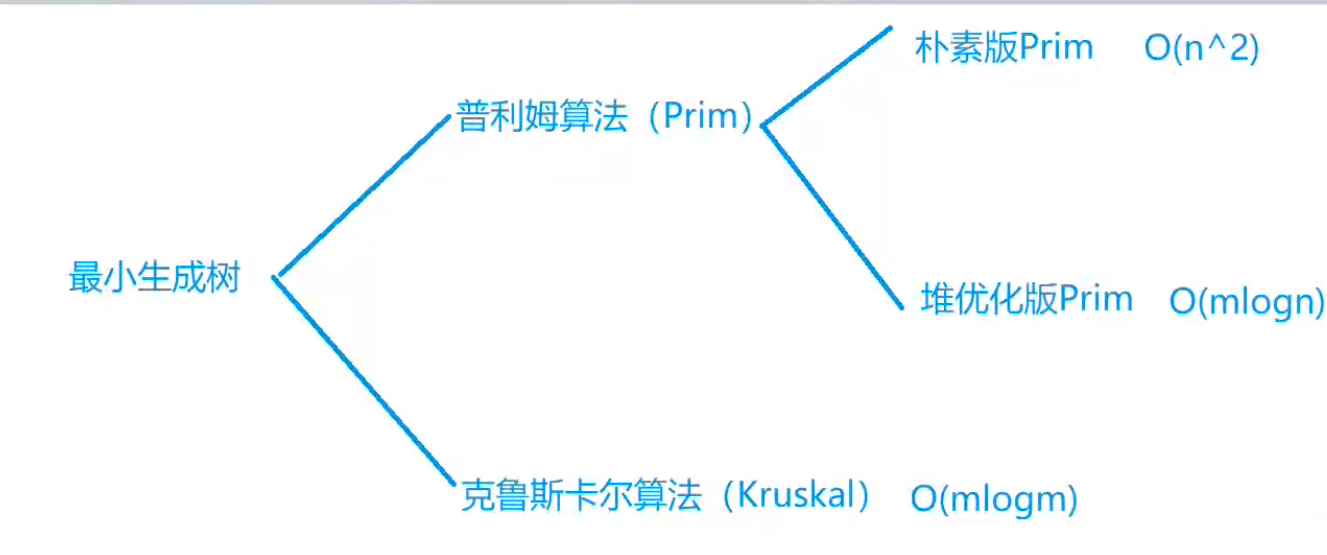 朴素版Prim O(n^2)
普利姆算法（Prim）
最小生成树
堆优化版Prim O(mlogn)
克鲁斯卡尔算法（Kruskal） O(mlogm)